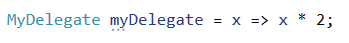 MyDelegate myDelegate = x => x * 2;